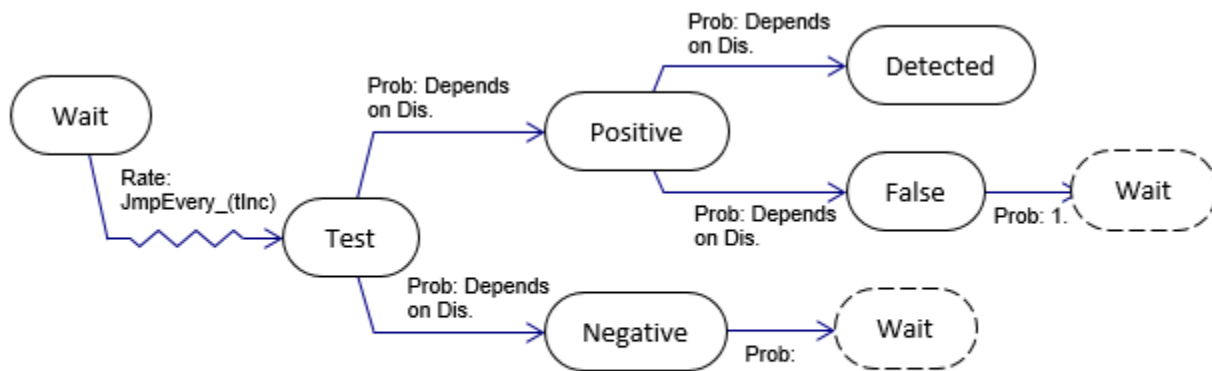 Wait
Rate:
JmpEvery_(tInc)
Test
Prob: Depends
on Dis.
Positive
Prob: Depends
on Dis.
Detected
Prob: Depends
on Dis.
False
Prob: 1.
Wait
Prob: Depends
on Dis.
Negative
Prob:
Wait